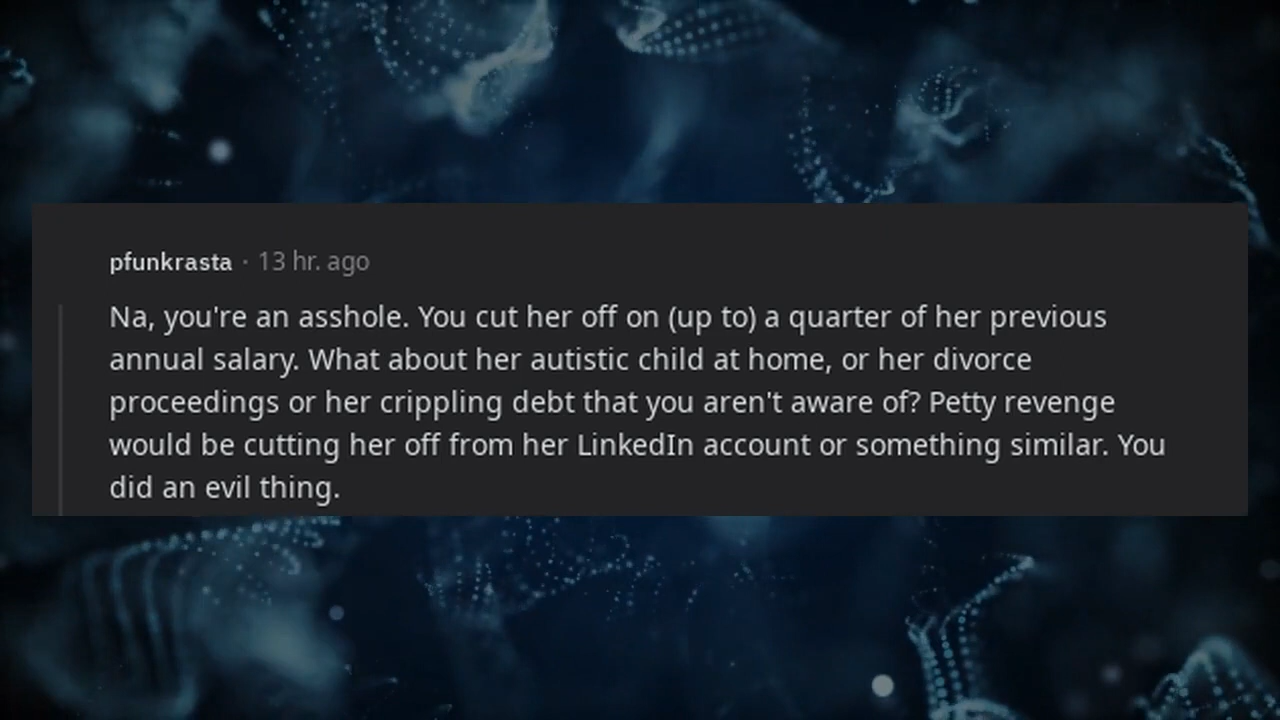 pfunkrasta · 13 hr. ago
Na, you're an asshole. You cut her off on (up to) a quarter of her previous
annual salary. What about her autistic child at home, or her divorce
proceedings or her crippling debt that you aren't aware of? Petty revenge
would be cutting her off from her LinkedIn account or something similar. You
did an evil thing.